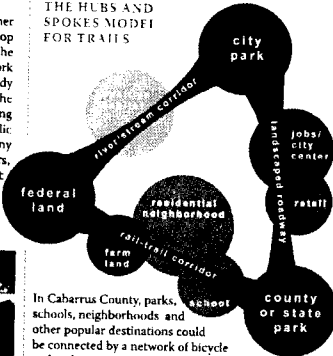 THE HUBS AND
SPOKES MODEL
FOR TRAILS
city
park
river/stream corridor
landscaped roadway
jobs/
city
center
retail
federal
land
residential
neighborhood
rail-trail corridor
farm
land
school
county
or state
park
In Cabarrus County, parks,
schools, neighborhoods and
other popular destinations could
be connected by a network of bicycle